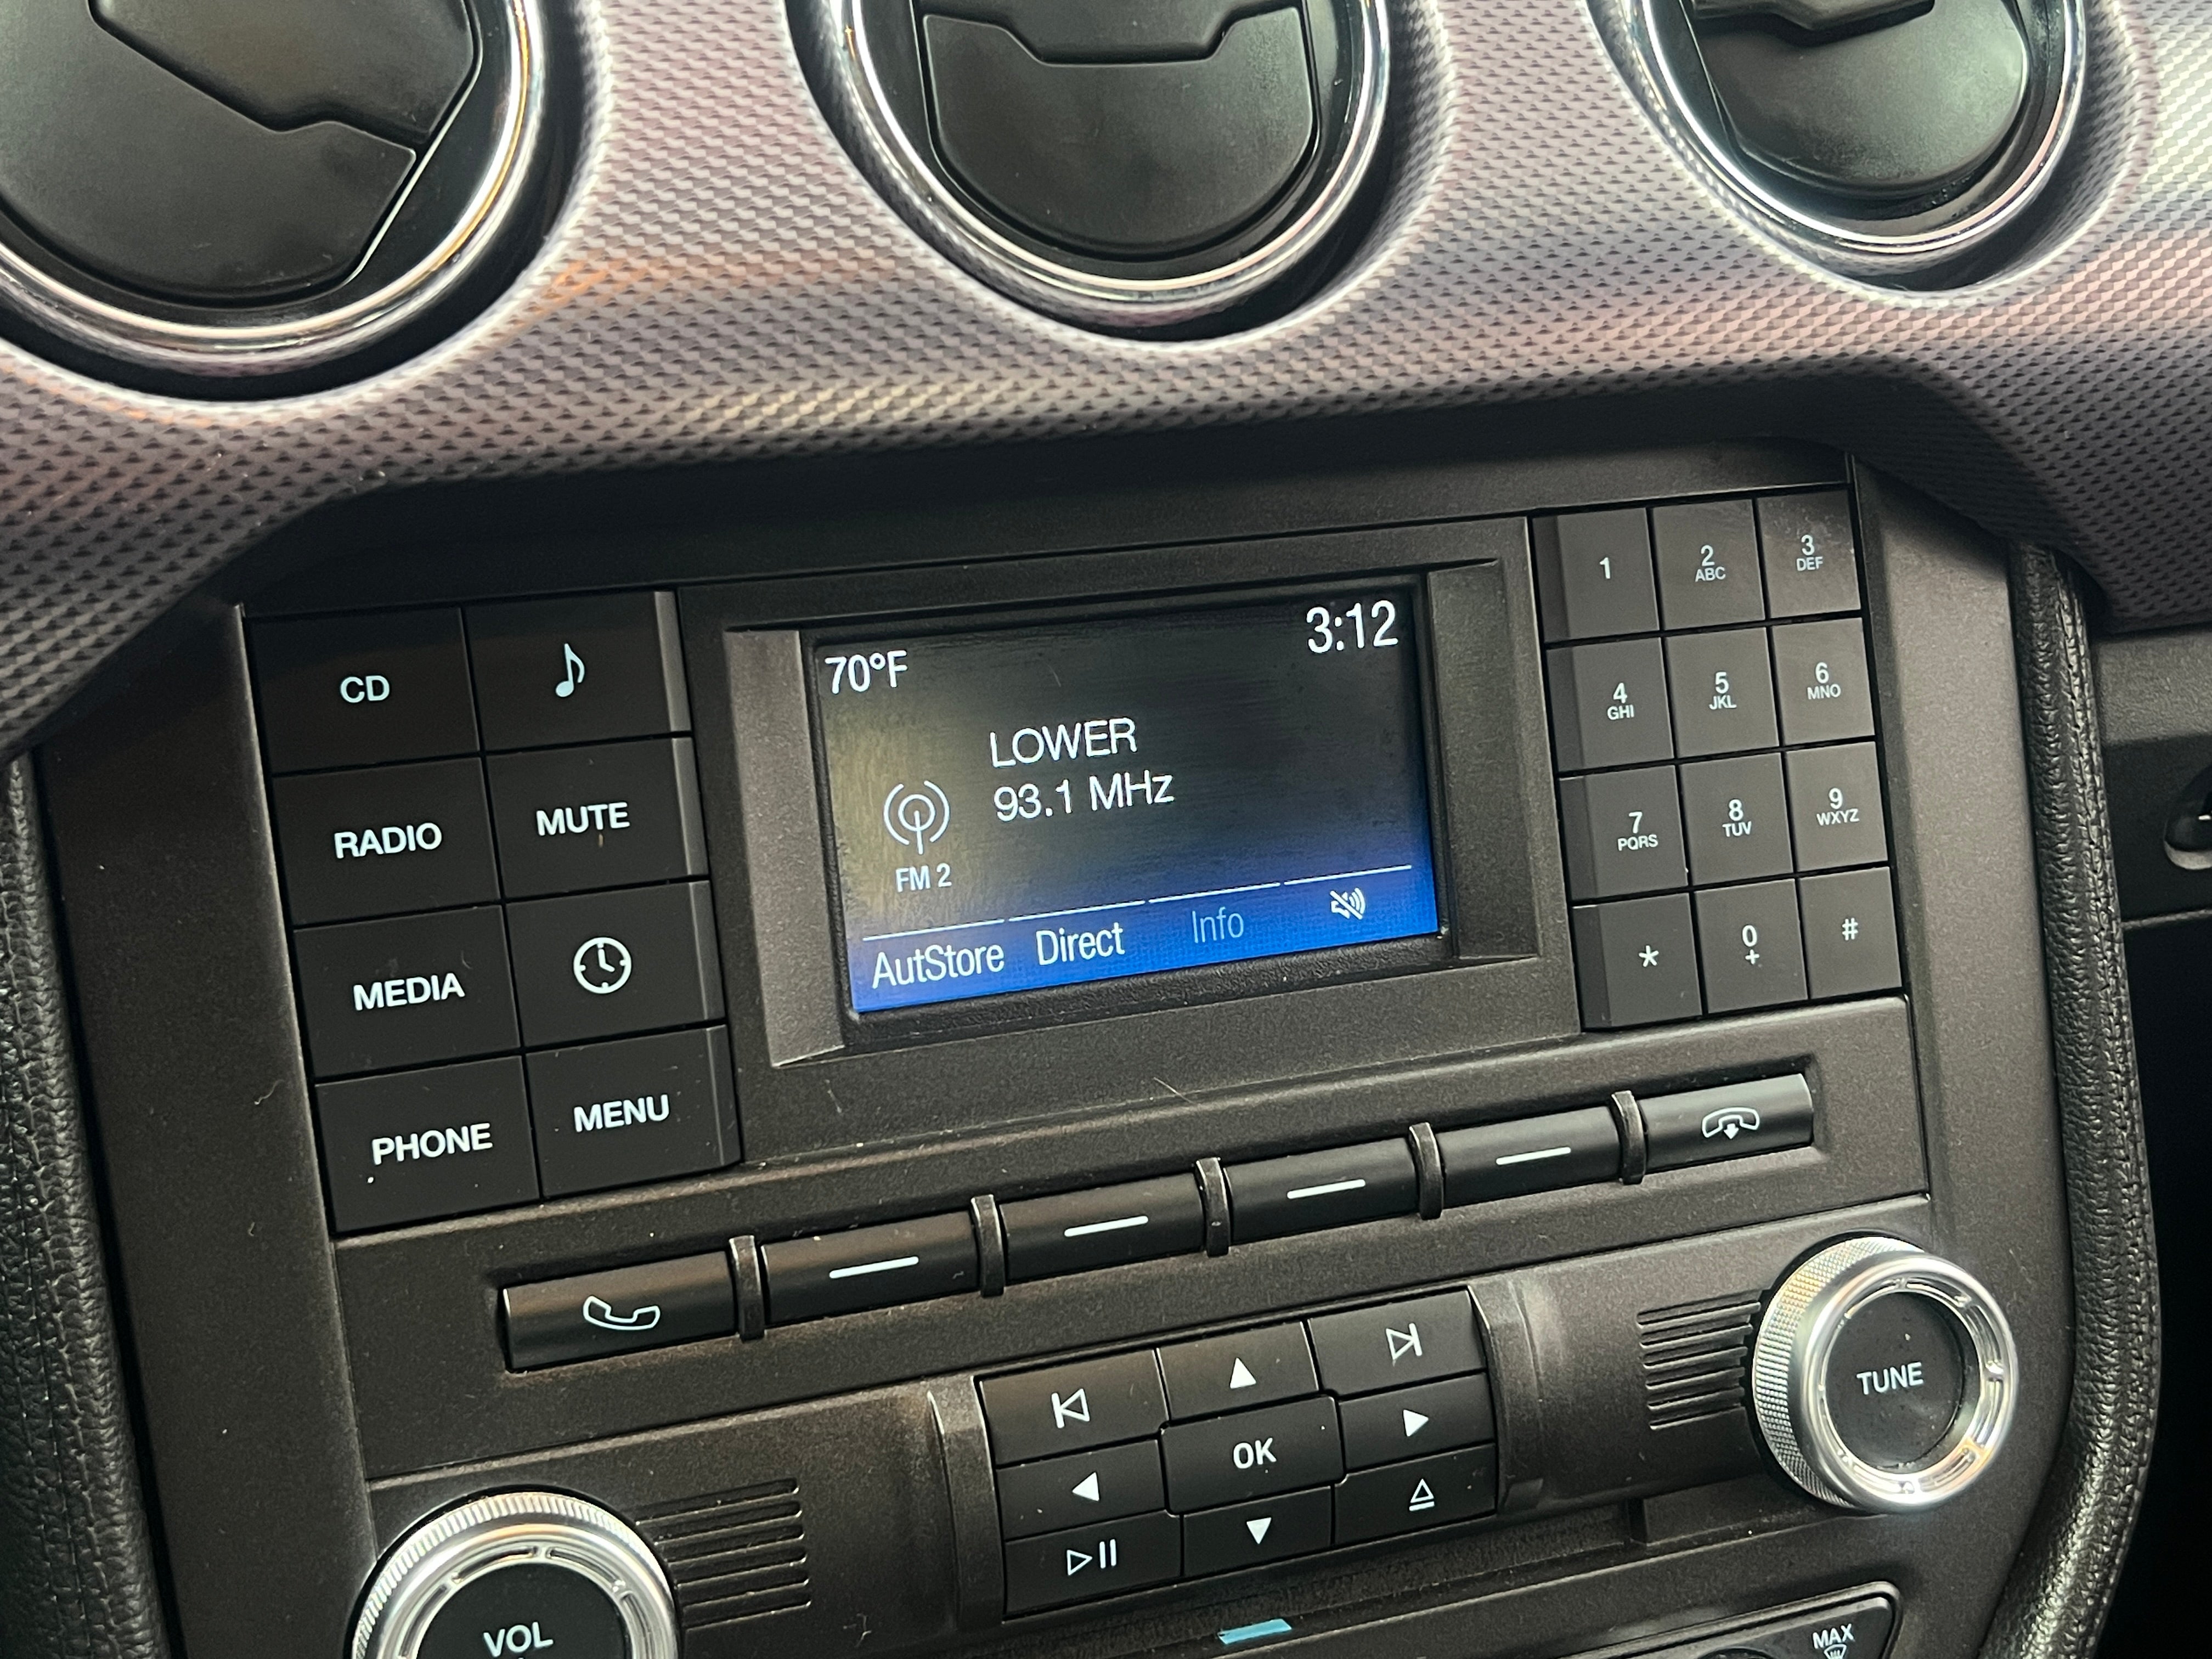 70°F
3:12
LOWER
93.1 MHz
FM 2
AutStore Direct Info
CD
RADIO
MUTE
MEDIA
PHONE
MENU
1
2
ABC
3
DEF
4
GHI
5
JKL
6
MNO
7
PQRS
8
TUV
9
WXYZ
*
0
+
#
OK
TUNE
VOL
MAX